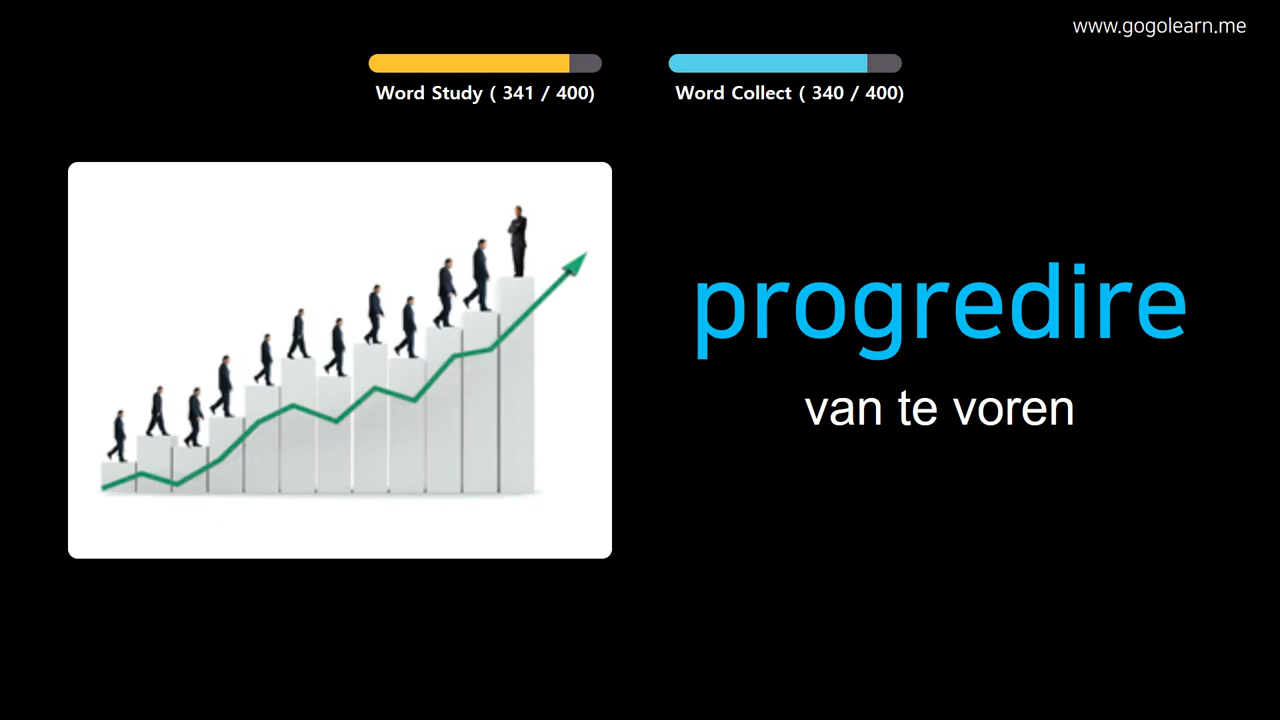 www.gogolearn.me
Word Study ( 341 / 400)
Word Collect ( 340 / 400)
progredire
van te voren